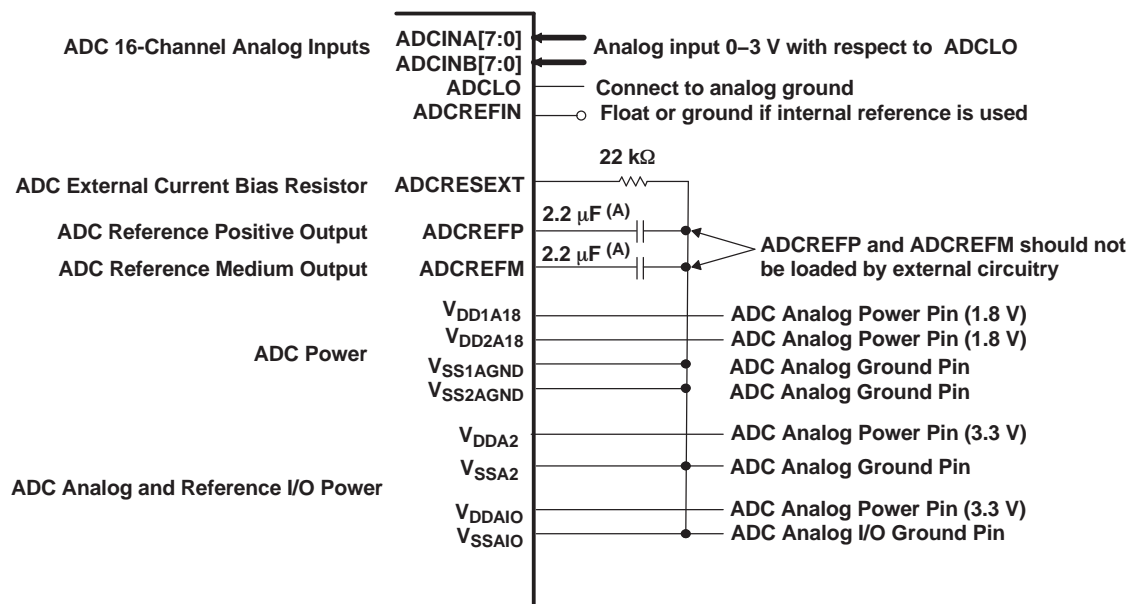 ADC 16-Channel Analog Inputs
ADCINA[7:0]
ADCINB[7:0]
Analog input 0–3 V with respect to ADCLO
ADCLO
Connect to analog ground
ADCREFIN
Float or ground if internal reference is used
22 kΩ
ADC External Current Bias Resistor
ADCRESEXT
2.2 μF (A)
ADC Reference Positive Output
ADCREFP
2.2 μF (A)
ADC Reference Medium Output
ADCREFM
ADCREFP and ADCREFM should not
be loaded by external circuitry
VDD1A18
ADC Analog Power Pin (1.8 V)
VDD2A18
ADC Analog Power Pin (1.8 V)
ADC Power
VSS1AGND
ADC Analog Ground Pin
VSS2AGND
ADC Analog Ground Pin
VDDA2
ADC Analog Power Pin (3.3 V)
VSSA2
ADC Analog Ground Pin
ADC Analog and Reference I/O Power
VDDAIO
ADC Analog Power Pin (3.3 V)
VSSAIO
ADC Analog I/O Ground Pin